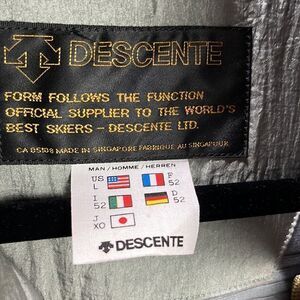 DESCENTE
FORM FOLLOWS THE FUNCTION
OFFICIAL SUPPLIER TO THE WORLD'S
BEST SKIERS - DESCENTE LTD.
CA 05108 MADE IN SINGAPORE FABRIQUE AU SINGAPOUR
MAN / HOMME / HERREN
US L F 52
I 52 D 52
J XO
DESCENTE